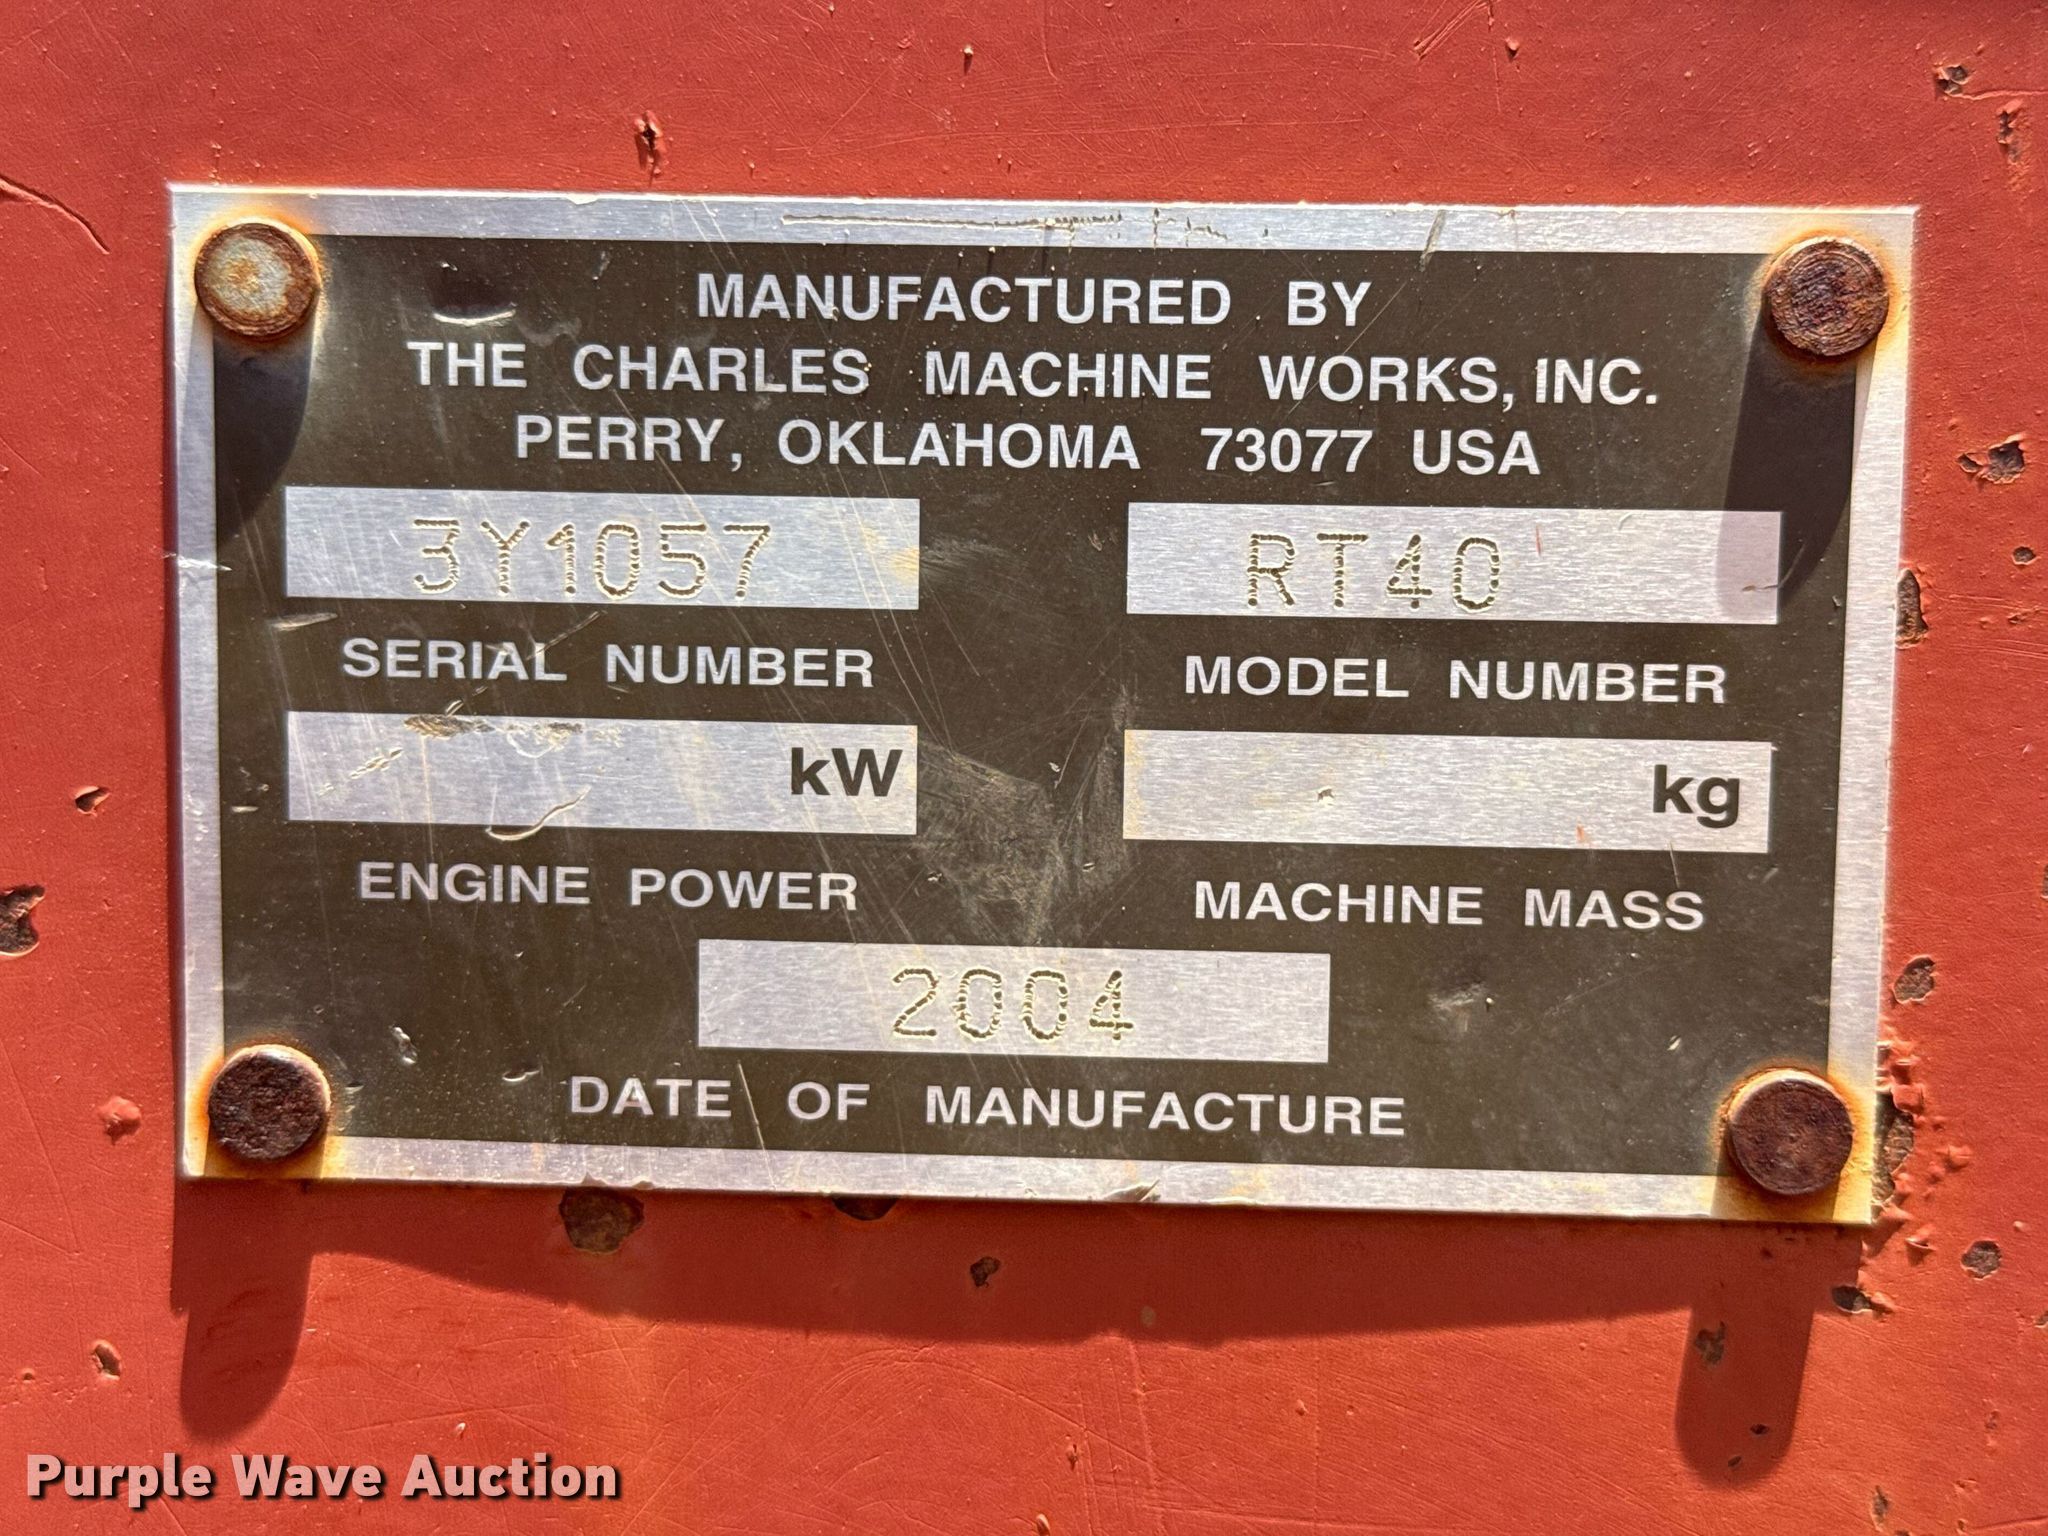 MANUFACTURED BY
THE CHARLES MACHINE WORKS, INC.
PERRY, OKLAHOMA 73077 USA
3Y1057 RT40
SERIAL NUMBER MODEL NUMBER
kW kg
ENGINE POWER MACHINE MASS
2004
DATE OF MANUFACTURE
Purple Wave Auction